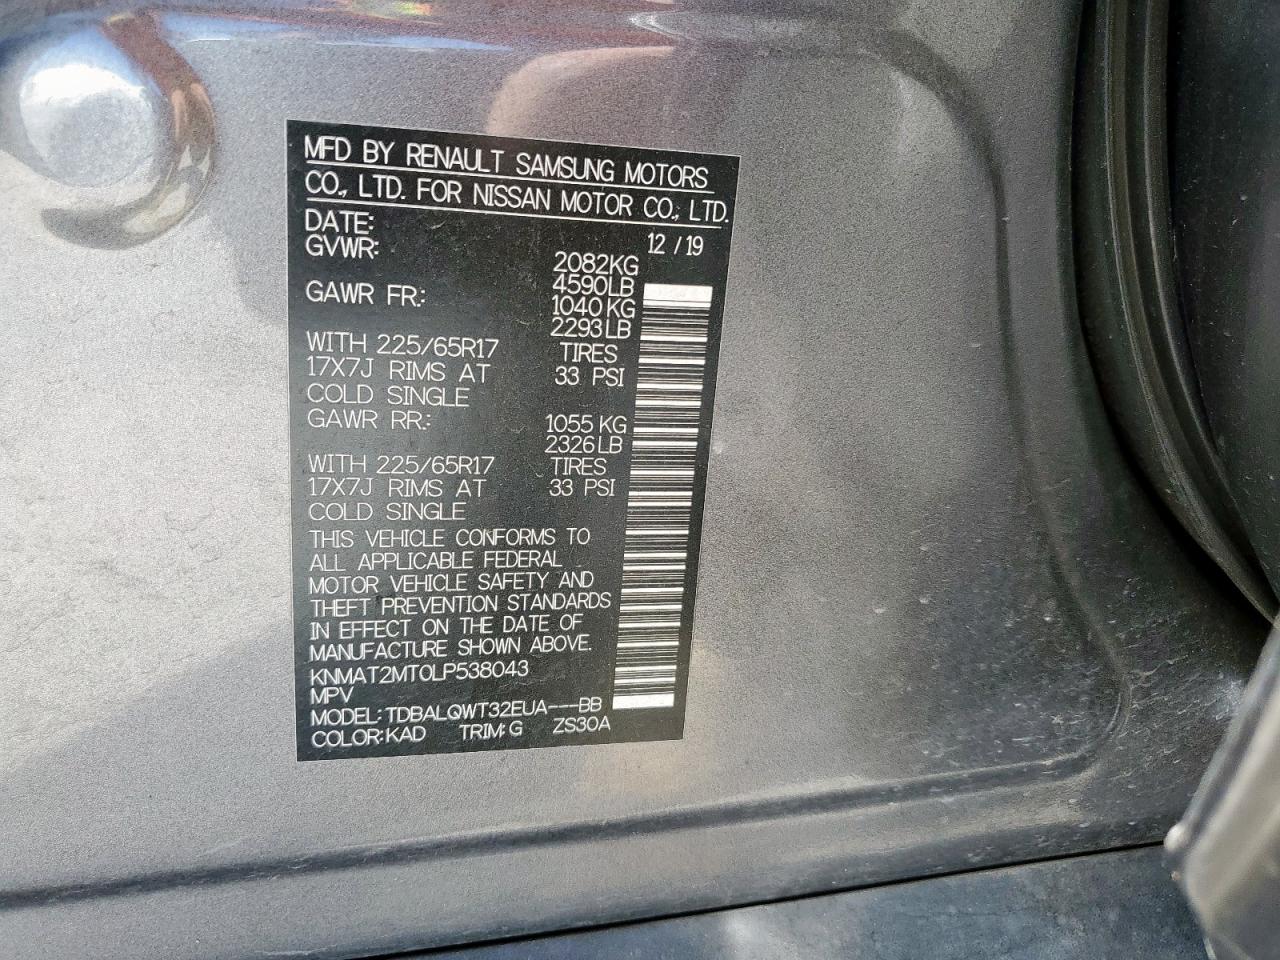 MFD BY RENAULT SAMSUNG MOTORS
CO., LTD. FOR NISSAN MOTOR CO., LTD.
DATE: 12 / 19
GVWR: 2082KG
4590LB
GAWR FR: 1040 KG
2293 LB
WITH 225/65R17 TIRES
17X7J RIMS AT 33 PSI
COLD SINGLE
GAWR RR: 1055 KG
2326 LB
WITH 225/65R17 TIRES
17X7J RIMS AT 33 PSI
COLD SINGLE
THIS VEHICLE CONFORMS TO
ALL APPLICABLE FEDERAL
MOTOR VEHICLE SAFETY AND
THEFT PREVENTION STANDARDS
IN EFFECT ON THE DATE OF
MANUFACTURE SHOWN ABOVE.
KNMAT2MT0LP538043
MPV
MODEL: TDBALQWT32EUA---BB
COLOR: KAD TRIM: G ZS30A